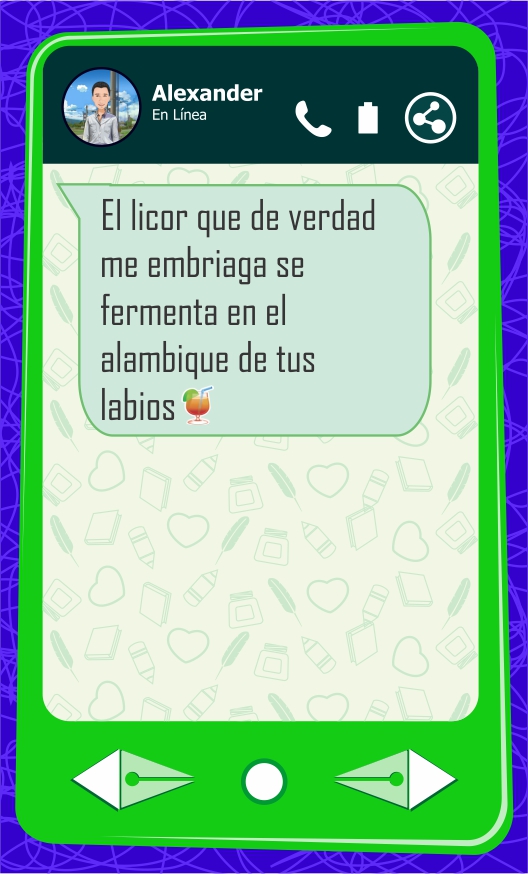 Alexander
En Línea
El licor que de verdad
me embriaga se
fermenta en el
alambique de tus
labios🍹